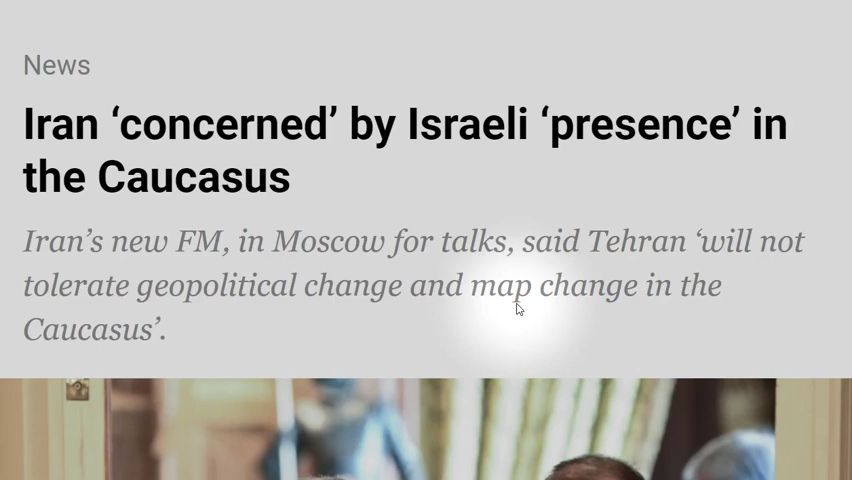 News
Iran ‘concerned’ by Israeli ‘presence’ in
the Caucasus
Iran’s new FM, in Moscow for talks, said Tehran ‘will not
tolerate geopolitical change and map change in the
Caucasus’.